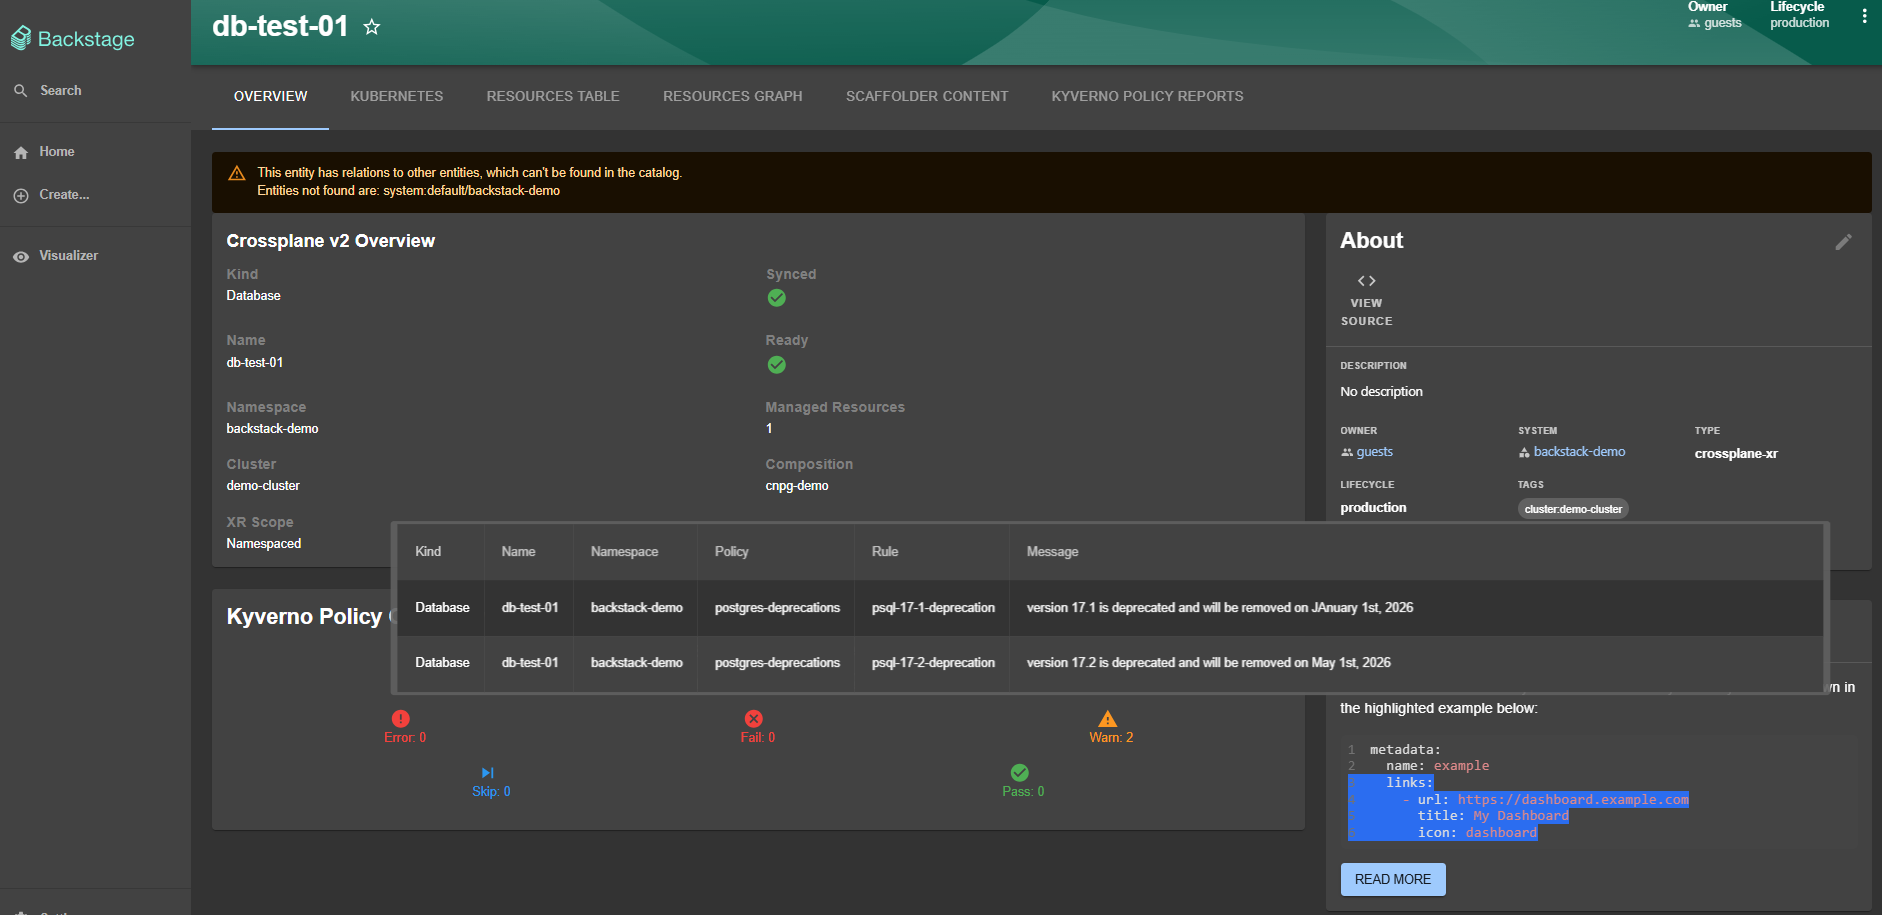 Backstage
Search
Home
Create...
Visualizer
db-test-01
Owner
guests
Lifecycle
production
OVERVIEW KUBERNETES RESOURCES TABLE RESOURCES GRAPH SCAFFOLDER CONTENT KYVERNO POLICY REPORTS
This entity has relations to other entities, which can't be found in the catalog.
Entities not found are: system:default/backstack-demo
Crossplane v2 Overview
Kind
Database
Synced
Name
db-test-01
Ready
Namespace
backstack-demo
Managed Resources
1
Cluster
demo-cluster
Composition
cnpg-demo
XR Scope
Namespaced
About
VIEW
SOURCE
DESCRIPTION
No description
OWNER
guests
SYSTEM
backstack-demo
TYPE
crossplane-xr
LIFECYCLE
production
TAGS
cluster:demo-cluster
Kind Name Namespace Policy Rule Message
Database db-test-01 backstack-demo postgres-deprecations psql-17-1-deprecation version 17.1 is deprecated and will be removed on JAnuary 1st, 2026
Database db-test-01 backstack-demo postgres-deprecations psql-17-2-deprecation version 17.2 is deprecated and will be removed on May 1st, 2026
Kyverno Policy
Error: 0
Fail: 0
Warn: 2
Skip: 0
Pass: 0
in
the highlighted example below:
1 metadata:
2 name: example
3 links:
4 - url: https://dashboard.example.com
5 title: My Dashboard
6 icon: dashboard
READ MORE